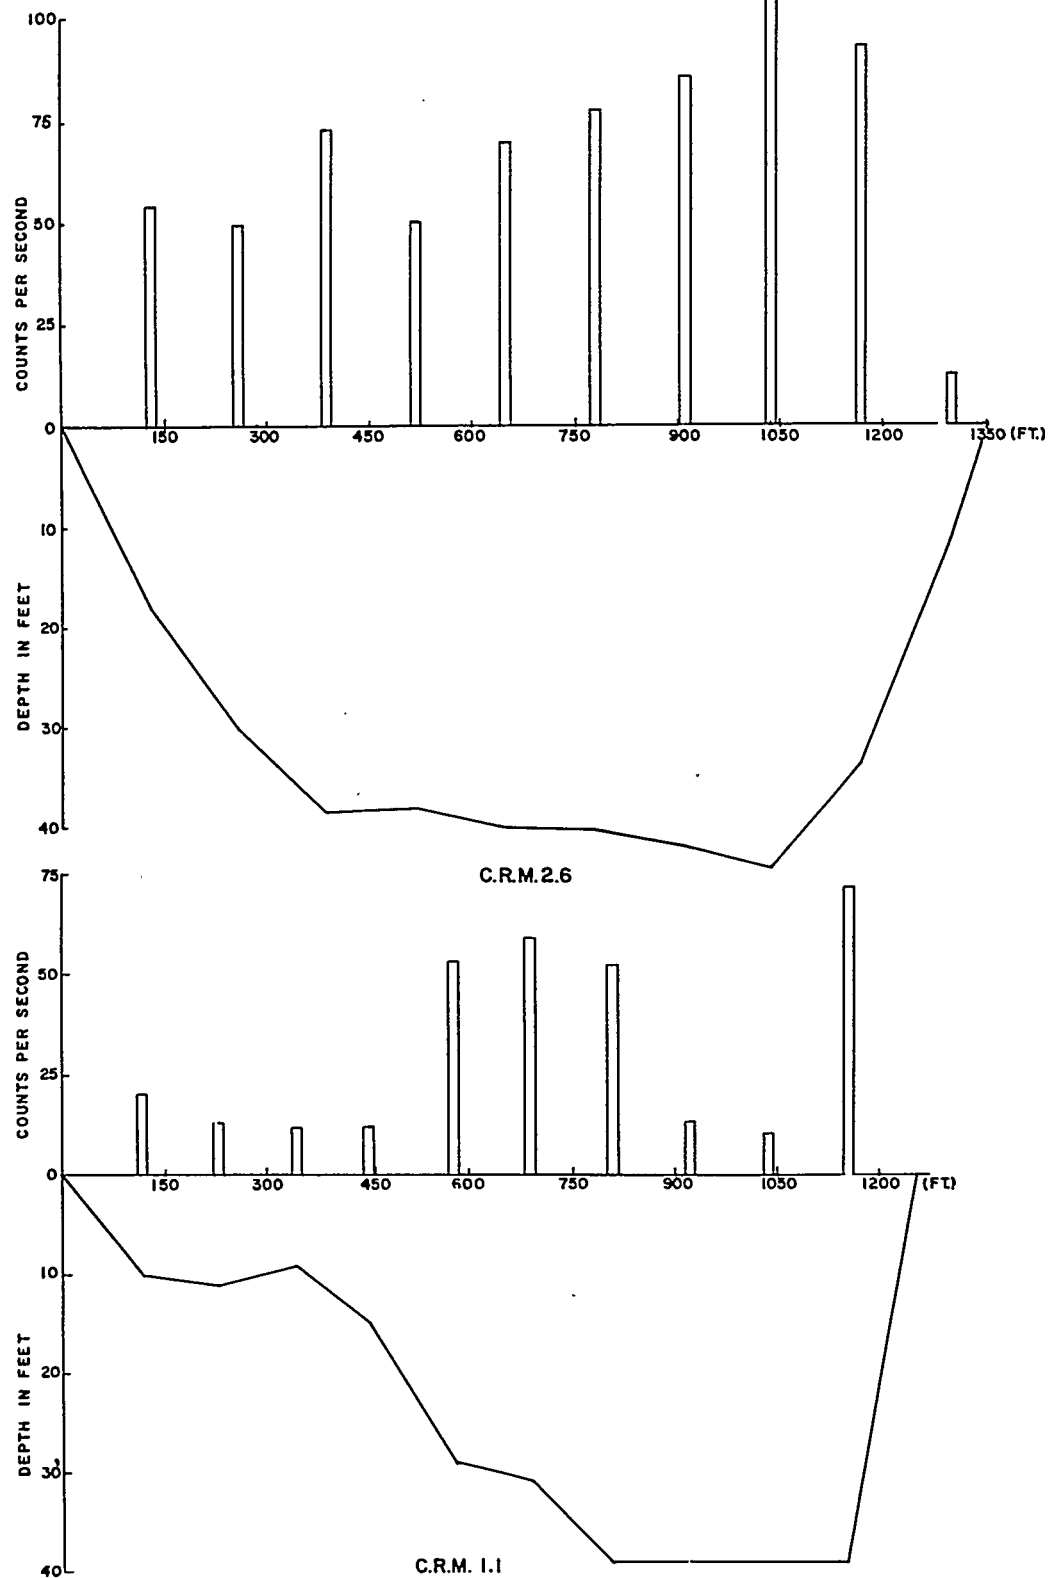 100
75
50
25
0
COUNTS PER SECOND
150 300 450 600 750 900 1050 1200 1350 (FT.)
10
20
30
40
DEPTH IN FEET
C.R.M. 2.6
75
50
25
0
COUNTS PER SECOND
150 300 450 600 750 900 1050 1200 (FT.)
10
20
30
40
DEPTH IN FEET
C.R.M. 1.1